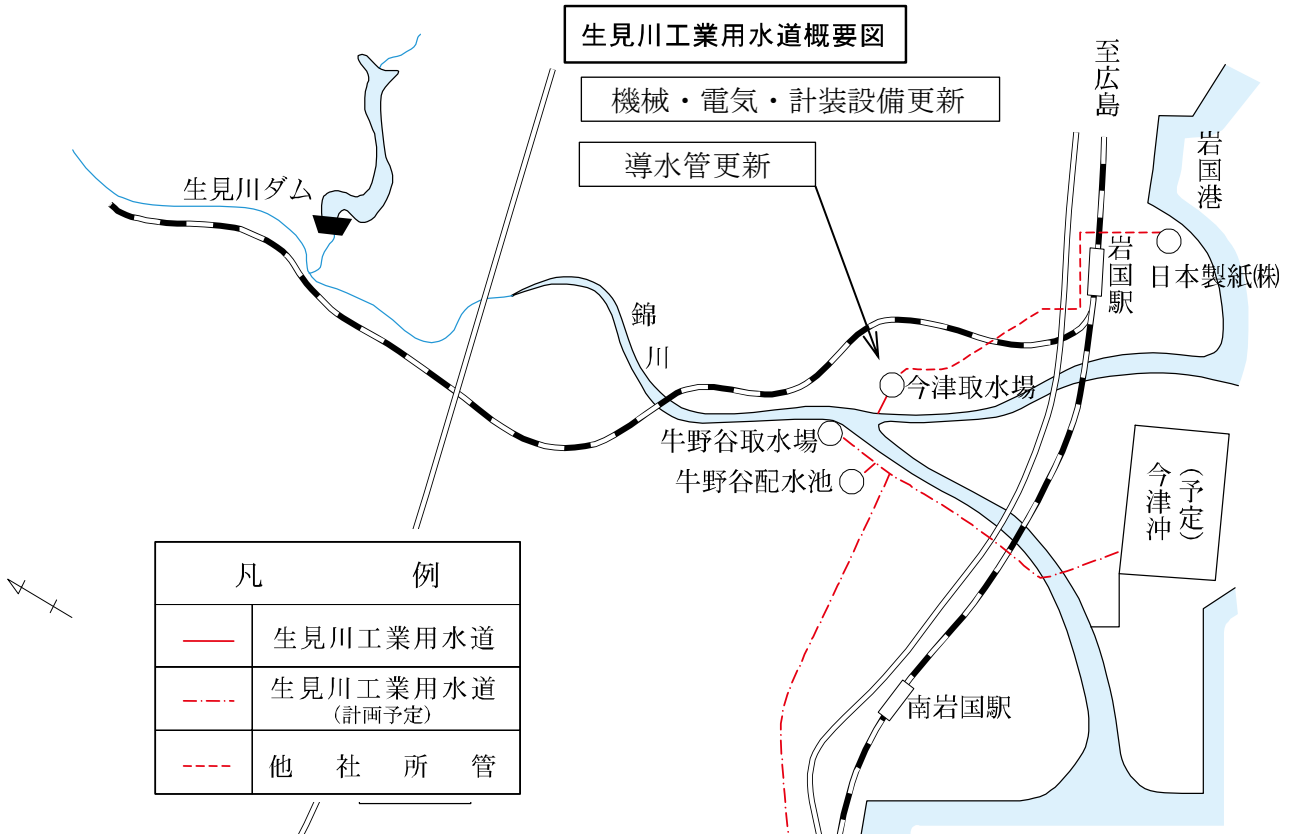 生見川工業用水道概要図
機械・電気・計装設備更新
導水管更新
至広島
岩国港
生見川ダム
岩国駅
日本製紙㈱
錦川
今津取水場
牛野谷取水場
牛野谷配水池
(予定)
今津沖
南岩国駅
凡例
生見川工業用水道
生見川工業用水道
(計画予定)
他社所管